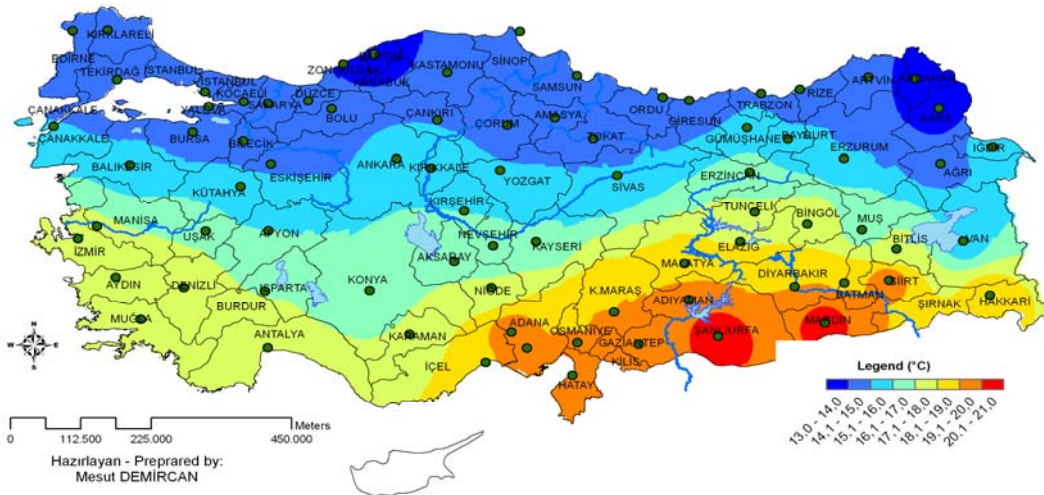 KIRKLARELİ
EDİRNE
TEKİRDAĞ
İSTANBUL
İSTANBUL
KOCAELİ
YALOVA
SAKARYA
DÜZCE
BOLU
ZONGULDAK
BARTIN
KARABÜK
KASTAMONU
SİNOP
SAMSUN
ORDU
GİRESUN
TRABZON
RİZE
ARTVİN
ARDAHAN
KARS
ÇANAKKALE
ÇANAKKALE
BURSA
BİLECİK
ÇANKIRI
ÇORUM
AMASYA
TOKAT
GÜMÜŞHANE
BAYBURT
ERZURUM
IĞDIR
AĞRI
BALIKESİR
ESKİŞEHİR
ANKARA
KIRIKKALE
YOZGAT
SİVAS
ERZİNCAN
KÜTAHYA
KIRŞEHİR
TUNCELİ
BİNGÖL
MUŞ
BİTLİS
VAN
MANİSA
UŞAK
AFYON
NEVŞEHİR
KAYSERİ
ELAZIĞ
İZMİR
AKSARAY
MALATYA
DİYARBAKIR
AYDIN
DENİZLİ
ISPARTA
KONYA
NİĞDE
K.MARAŞ
ADIYAMAN
BATMAN
SİİRT
ŞIRNAK
HAKKARİ
BURDUR
MUĞLA
ANTALYA
KARAMAN
ADANA
OSMANİYE
GAZİANTEP
ŞANLIURFA
MARDİN
İÇEL
KİLİS
HATAY
N
W E
S
0 112.500 225.000 450.000 Meters
Hazırlayan - Preprared by:
Mesut DEMİRCAN
Legend (°C)
13,0 - 14,0
14,1 - 15,0
15,1 - 16,0
16,1 - 17,0
17,1 - 18,0
18,1 - 19,0
19,1 - 20,0
20,1 - 21,0